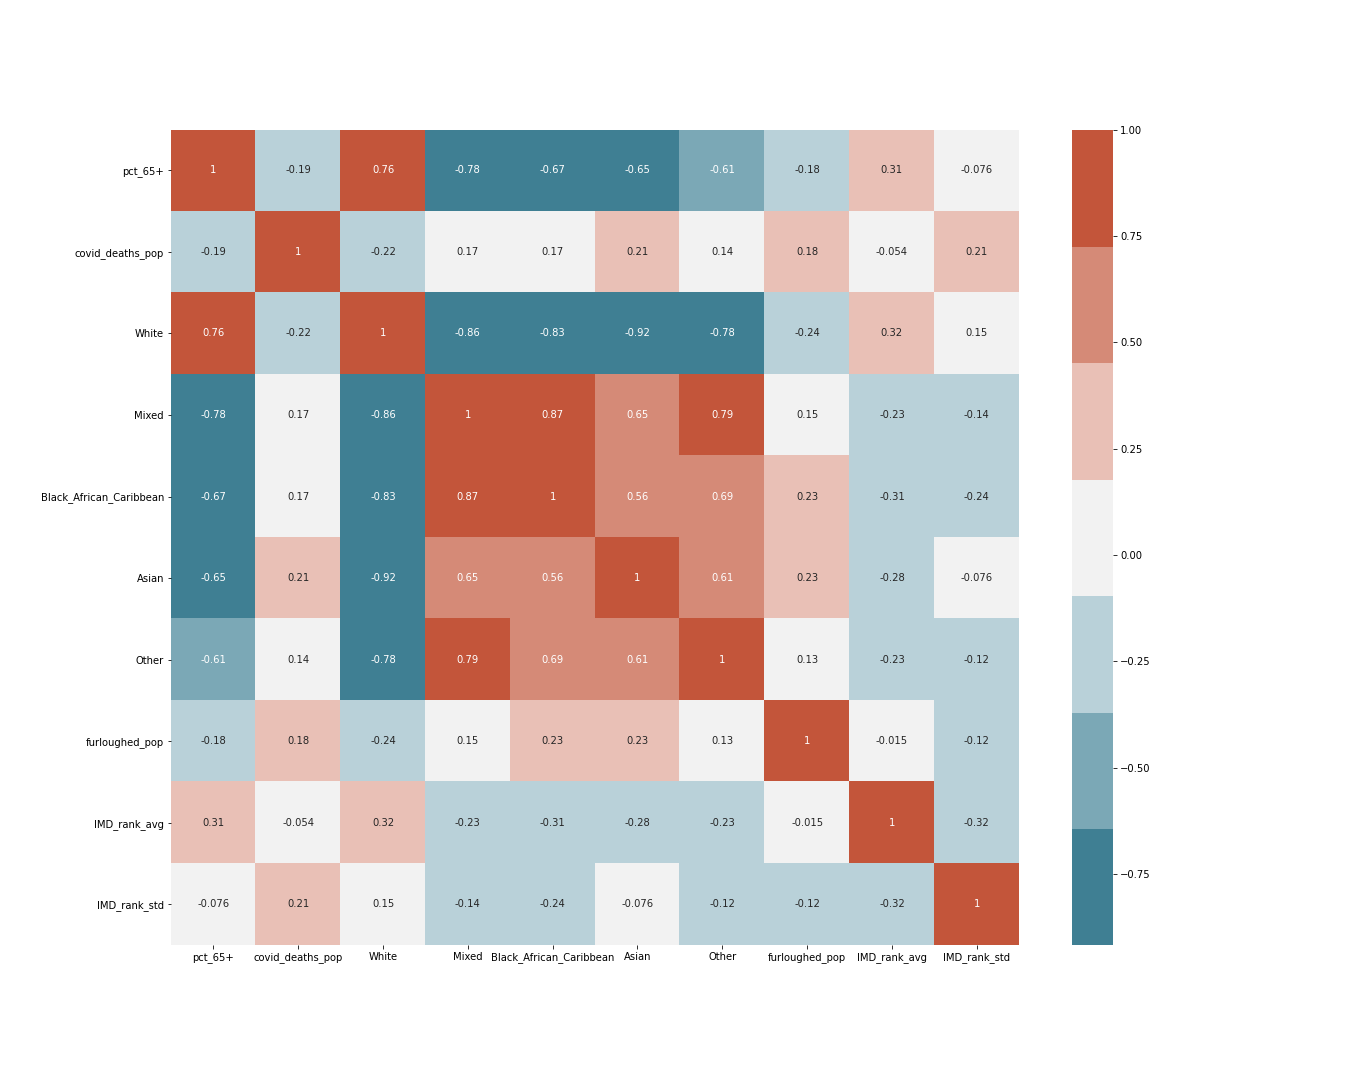 pct_65+ 1 -0.19 0.76 -0.78 -0.67 -0.65 -0.61 -0.18 0.31 -0.076
covid_deaths_pop -0.19 1 -0.22 0.17 0.17 0.21 0.14 0.18 -0.054 0.21
White 0.76 -0.22 1 -0.86 -0.83 -0.92 -0.78 -0.24 0.32 0.15
Mixed -0.78 0.17 -0.86 1 0.87 0.65 0.79 0.15 -0.23 -0.14
Black_African_Caribbean -0.67 0.17 -0.83 0.87 1 0.56 0.69 0.23 -0.31 -0.24
Asian -0.65 0.21 -0.92 0.65 0.56 1 0.61 0.23 -0.28 -0.076
Other -0.61 0.14 -0.78 0.79 0.69 0.61 1 0.13 -0.23 -0.12
furloughed_pop -0.18 0.18 -0.24 0.15 0.23 0.23 0.13 1 -0.015 -0.12
IMD_rank_avg 0.31 -0.054 0.32 -0.23 -0.31 -0.28 -0.23 -0.015 1 -0.32
IMD_rank_std -0.076 0.21 0.15 -0.14 -0.24 -0.076 -0.12 -0.12 -0.32 1
pct_65+ covid_deaths_pop White Mixed Black_African_Caribbean Asian Other furloughed_pop IMD_rank_avg IMD_rank_std
1.00
0.75
0.50
0.25
0.00
−0.25
−0.50
−0.75